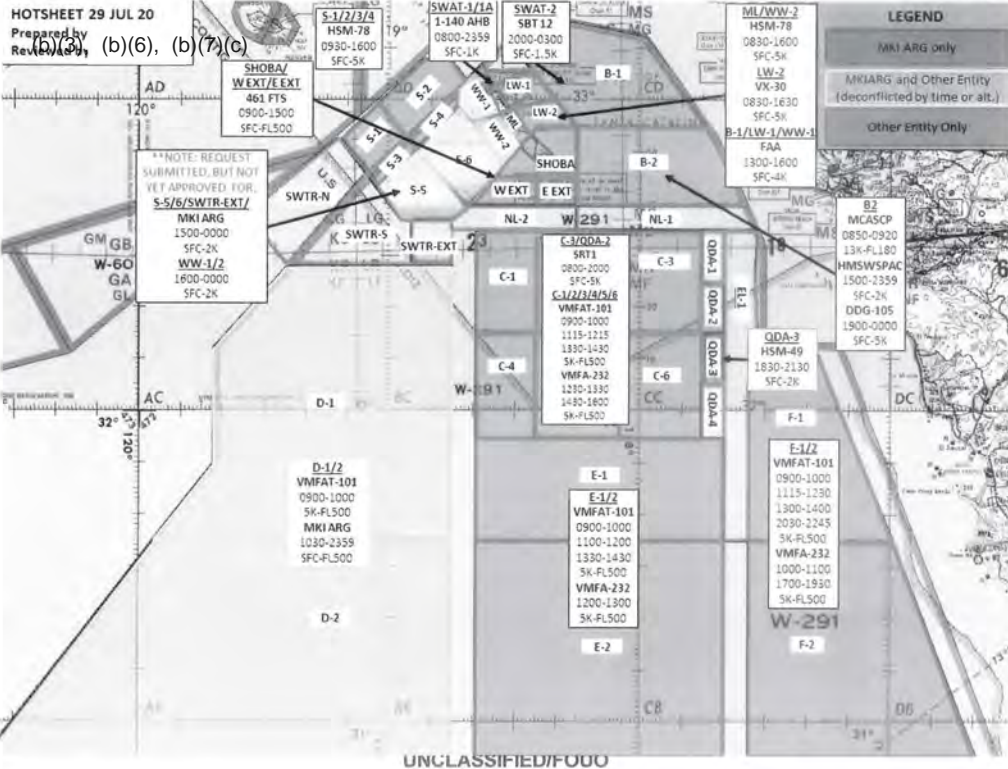 HOTSHEET 29 JUL 20
Prepared by
Reviewed by
(b)(3), (b)(6), (b)(7)(c)
S-1/2/3/4
HSM-78
0930-1600
SFC-5K
SWAT-1/1A
1-140 AHB
0800-2359
SFC-1K
SWAT-2
SBT 12
2000-0300
SFC-1.5K
ML/WW-2
HSM-78
0830-1600
SFC-5K
LW-2
VX-30
0830-1630
SFC-5K
B-1/LW-1/WW-1
FAA
1300-1600
SFC-4K
LEGEND
MKI ARG only
MKIARG and Other Entity
(deconflicted by time or alt.)
Other Entity Only
SHOBA/
W EXT/E EXT
461 FTS
0900-1500
SFC-FL500
**NOTE: REQUEST
SUBMITTED, BUT NOT
YET APPROVED FOR.
S-5/6/SWTR-EXT/
MKI ARG
1500-0000
SFC-2K
WW-1/2
1600-0000
SFC-2K
AD
120°
MS
MG
CD
33°
B-1
LW-1
LW-2
WW-1
ML
WW-2
S-2
S-4
S-1
S-3
S-5
SHOBA
W EXT
E EXT
B-2
SWTR-N
SWTR-S
SWTR-EXT
NL-2
W 291
NL-1
GM
GB
W-60
GA
GL
LG
MG
B2
MCASCP
0850-0920
13K-FL180
HMSWSPAC
1500-2359
SFC-2K
DDG-105
1900-0000
SFC-5K
C-3/QDA-2
SRT1
0800-2000
SFC-5K
C-1/2/3/4/5/6
VMFAT-101
0900-1000
1115-1215
1330-1430
5K-FL500
VMFA-232
1230-1330
1430-1600
5K-FL500
C-1
C-3
C-4
C-6
QDA-1
QDA-2
QDA-3
QDA-4
EL-1
QDA-3
HSM-49
1830-2130
SFC-2K
AC
32°
120°
D-1
CC
DC
F-1
D-1/2
VMFAT-101
0900-1000
5K-FL500
MKI ARG
1030-2359
SFC-FL500
D-2
E-1
E-1/2
VMFAT-101
0900-1000
1100-1200
1330-1430
5K-FL500
VMFA-232
1200-1300
5K-FL500
E-2
F-1/2
VMFAT-101
0900-1000
1115-1230
1300-1400
2030-2245
5K-FL500
VMFA-232
1000-1100
1700-1930
5K-FL500
W-291
F-2
CB
31°
UNCLASSIFIED/FOUO